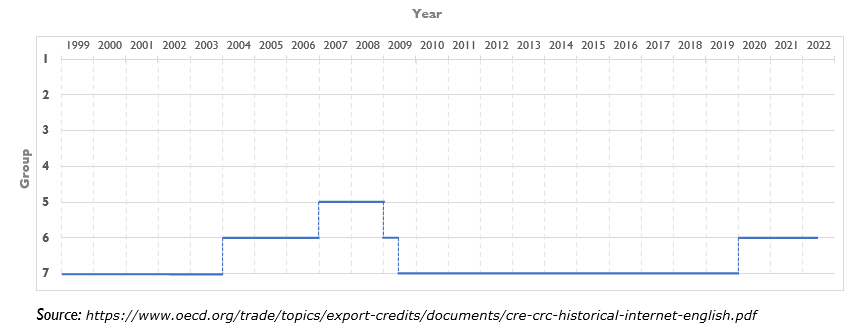 Year
1999 2000 2001 2002 2003 2004 2005 2006 2007 2008 2009 2010 2011 2012 2013 2014 2015 2016 2017 2018 2019 2020 2021 2022
1
2
3
4
Group
5
6
7
Source: https://www.oecd.org/trade/topics/export-credits/documents/cre-crc-historical-internet-english.pdf